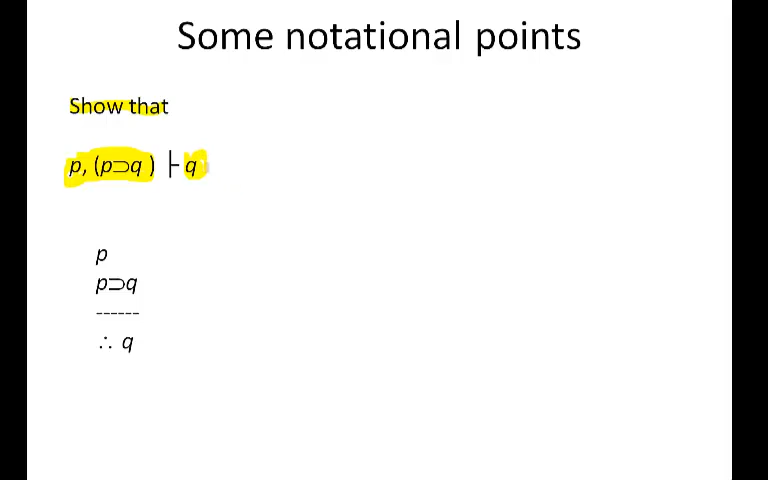 Some notational points
Show that
p, (p⊃q ) ├ q
p
p⊃q
------
∴ q